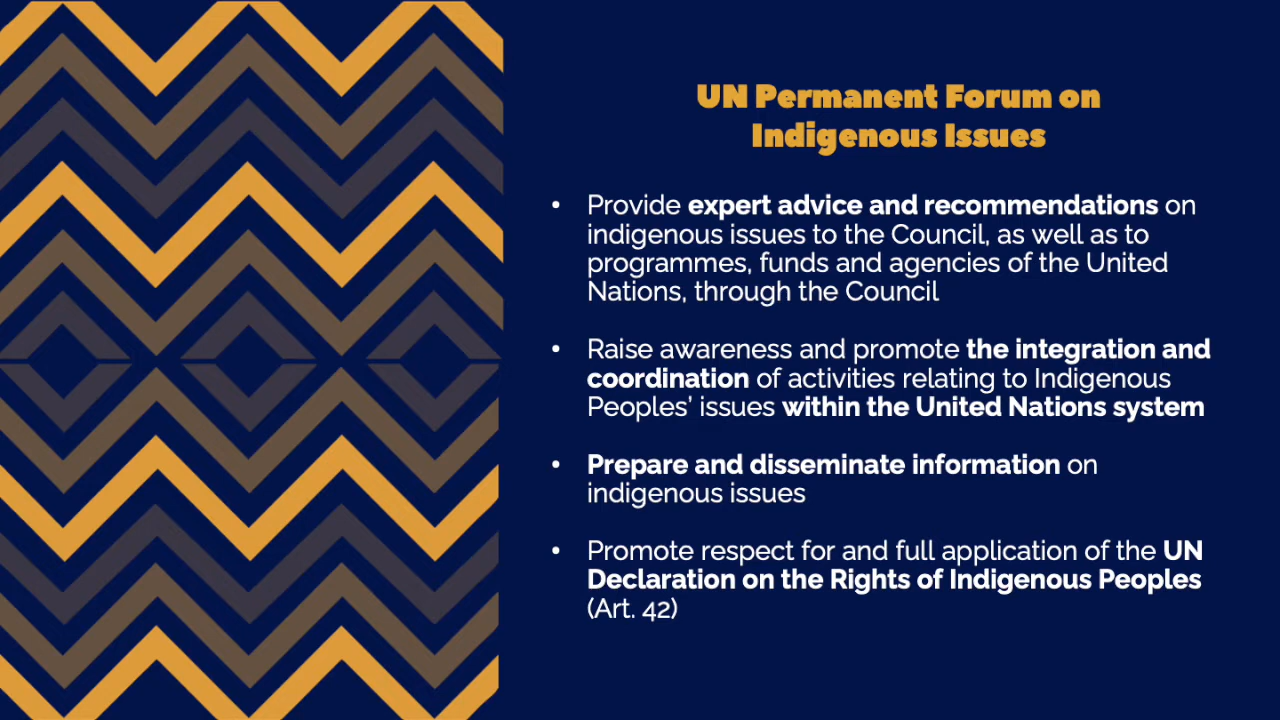 UN Permanent Forum on
Indigenous Issues
• Provide expert advice and recommendations on
indigenous issues to the Council, as well as to
programmes, funds and agencies of the United
Nations, through the Council
• Raise awareness and promote the integration and
coordination of activities relating to Indigenous
Peoples’ issues within the United Nations system
• Prepare and disseminate information on
indigenous issues
• Promote respect for and full application of the UN
Declaration on the Rights of Indigenous Peoples
(Art. 42)